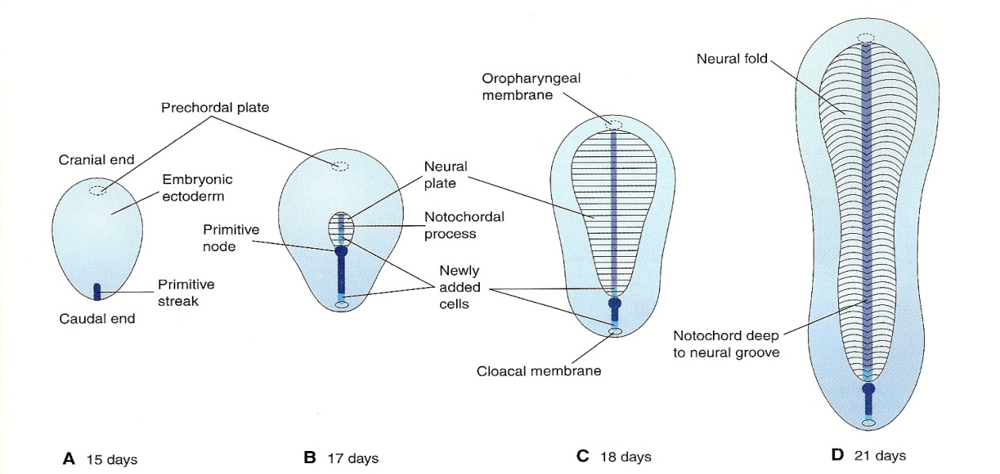 Prechordal plate
Cranial end
Embryonic
ectoderm
Primitive
node
Primitive
streak
Caudal end
Neural
plate
Notochordal
process
Newly
added
cells
Oropharyngeal
membrane
Cloacal membrane
Neural fold
Notochord deep
to neural groove
A 15 days
B 17 days
C 18 days
D 21 days